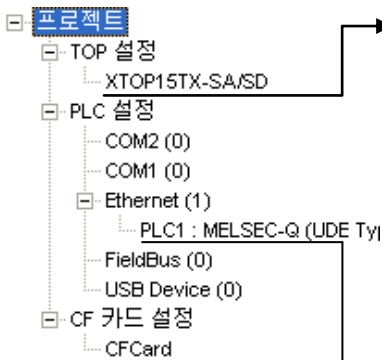 프로젝트
TOP 설정
XTOP15TX-SA/SD
PLC 설정
COM2 (0)
COM1 (0)
Ethernet (1)
PLC1 : MELSEC-Q (UDE Typ
FieldBus (0)
USB Device (0)
CF 카드 설정
CFCard